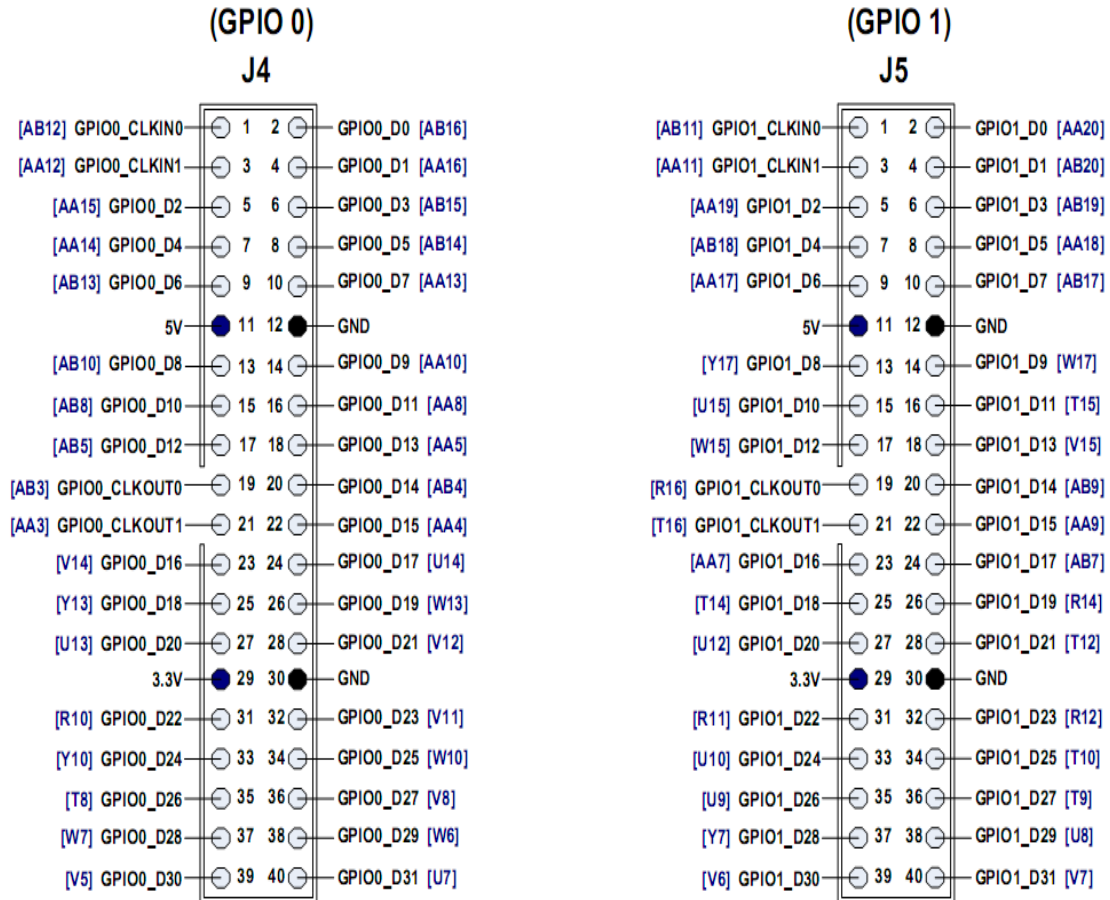 (GPIO 0) (GPIO 1)
J4 J5
[AB12] GPIO0_CLKIN0 1 2 GPIO0_D0 [AB16] [AB11] GPIO1_CLKIN0 1 2 GPIO1_D0 [AA20]
[AA12] GPIO0_CLKIN1 3 4 GPIO0_D1 [AA16] [AA11] GPIO1_CLKIN1 3 4 GPIO1_D1 [AB20]
[AA15] GPIO0_D2 5 6 GPIO0_D3 [AB15] [AA19] GPIO1_D2 5 6 GPIO1_D3 [AB19]
[AA14] GPIO0_D4 7 8 GPIO0_D5 [AB14] [AB18] GPIO1_D4 7 8 GPIO1_D5 [AA18]
[AB13] GPIO0_D6 9 10 GPIO0_D7 [AA13] [AA17] GPIO1_D6 9 10 GPIO1_D7 [AB17]
5V 11 12 GND 5V 11 12 GND
[AB10] GPIO0_D8 13 14 GPIO0_D9 [AA10] [Y17] GPIO1_D8 13 14 GPIO1_D9 [W17]
[AB8] GPIO0_D10 15 16 GPIO0_D11 [AA8] [U15] GPIO1_D10 15 16 GPIO1_D11 [T15]
[AB5] GPIO0_D12 17 18 GPIO0_D13 [AA5] [W15] GPIO1_D12 17 18 GPIO1_D13 [V15]
[AB3] GPIO0_CLKOUT0 19 20 GPIO0_D14 [AB4] [R16] GPIO1_CLKOUT0 19 20 GPIO1_D14 [AB9]
[AA3] GPIO0_CLKOUT1 21 22 GPIO0_D15 [AA4] [T16] GPIO1_CLKOUT1 21 22 GPIO1_D15 [AA9]
[V14] GPIO0_D16 23 24 GPIO0_D17 [U14] [AA7] GPIO1_D16 23 24 GPIO1_D17 [AB7]
[Y13] GPIO0_D18 25 26 GPIO0_D19 [W13] [T14] GPIO1_D18 25 26 GPIO1_D19 [R14]
[U13] GPIO0_D20 27 28 GPIO0_D21 [V12] [U12] GPIO1_D20 27 28 GPIO1_D21 [T12]
3.3V 29 30 GND 3.3V 29 30 GND
[R10] GPIO0_D22 31 32 GPIO0_D23 [V11] [R11] GPIO1_D22 31 32 GPIO1_D23 [R12]
[Y10] GPIO0_D24 33 34 GPIO0_D25 [W10] [U10] GPIO1_D24 33 34 GPIO1_D25 [T10]
[T8] GPIO0_D26 35 36 GPIO0_D27 [V8] [U9] GPIO1_D26 35 36 GPIO1_D27 [T9]
[W7] GPIO0_D28 37 38 GPIO0_D29 [W6] [Y7] GPIO1_D28 37 38 GPIO1_D29 [U8]
[V5] GPIO0_D30 39 40 GPIO0_D31 [U7] [V6] GPIO1_D30 39 40 GPIO1_D31 [V7]